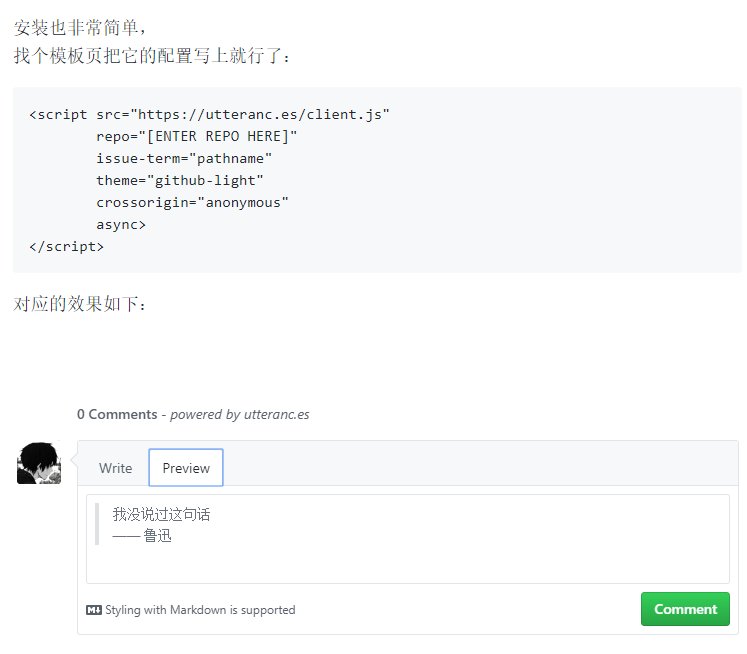 安装也非常简单，
找个模板页把它的配置写上就行了：
<script src="https://utteranc.es/client.js"
        repo="[ENTER REPO HERE]"
        issue-term="pathname"
        theme="github-light"
        crossorigin="anonymous"
        async>
</script>
对应的效果如下：
0 Comments - powered by utteranc.es
Write Preview
我没说过这句话
—— 鲁迅
M↓ Styling with Markdown is supported
Comment